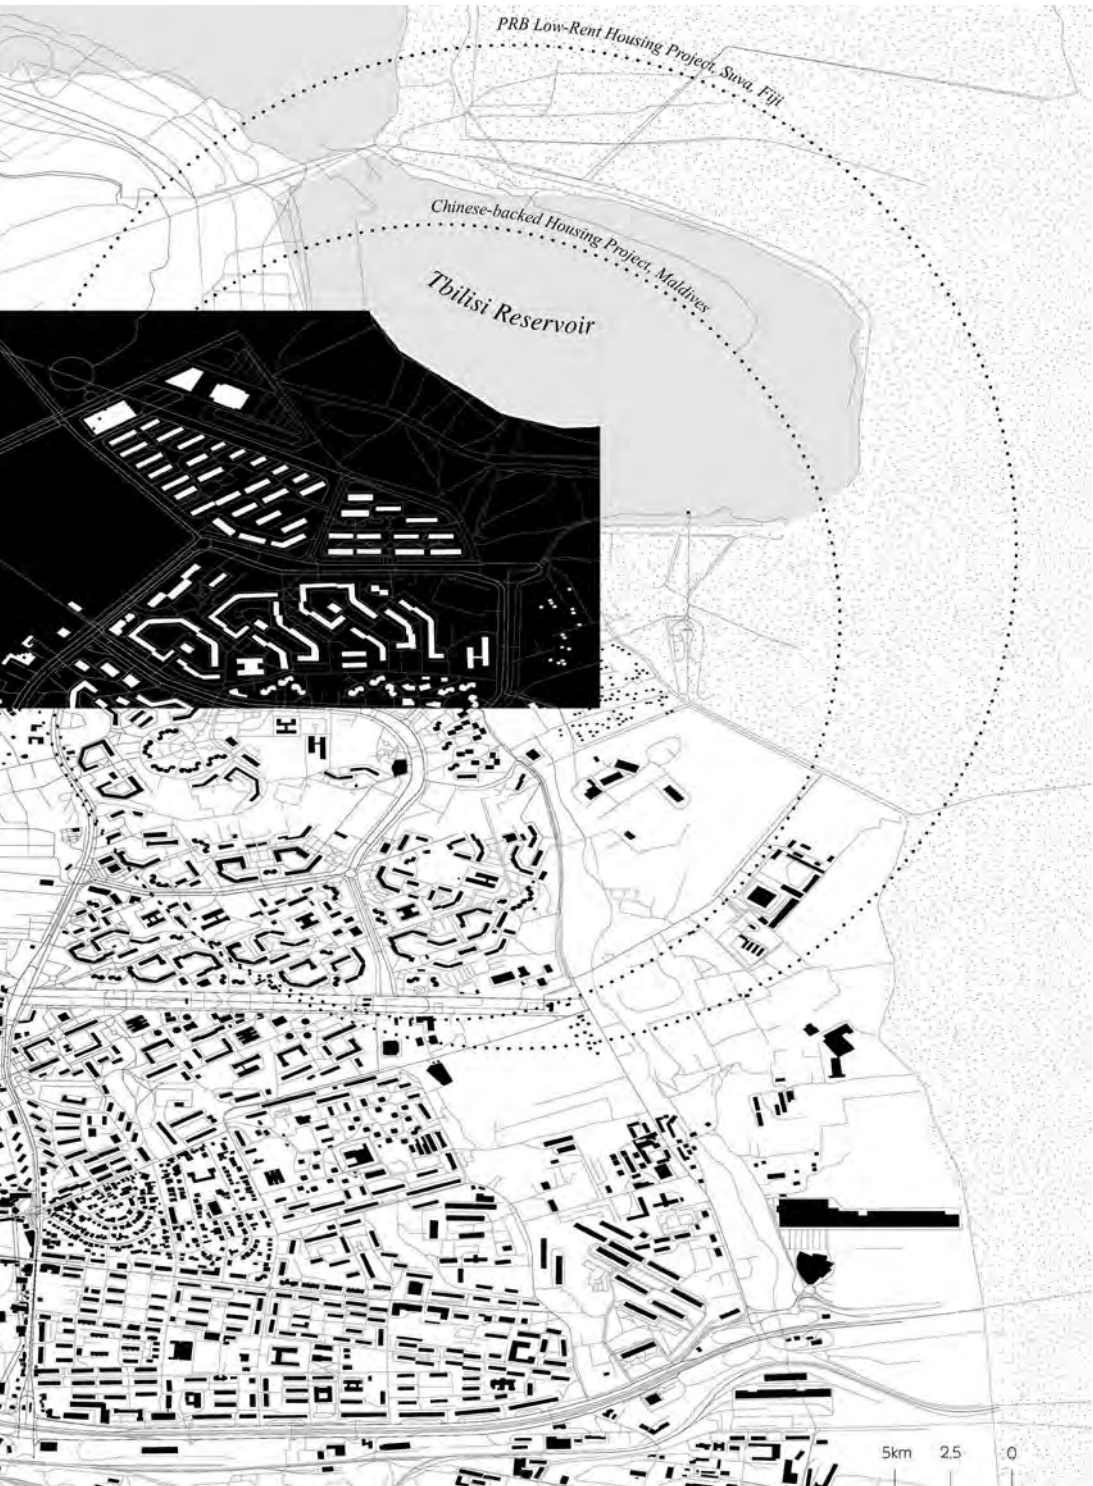 PRB Low-Rent Housing Project, Suva, Fiji
Chinese-backed Housing Project, Maldives
Tbilisi Reservoir
5km 2,5 0